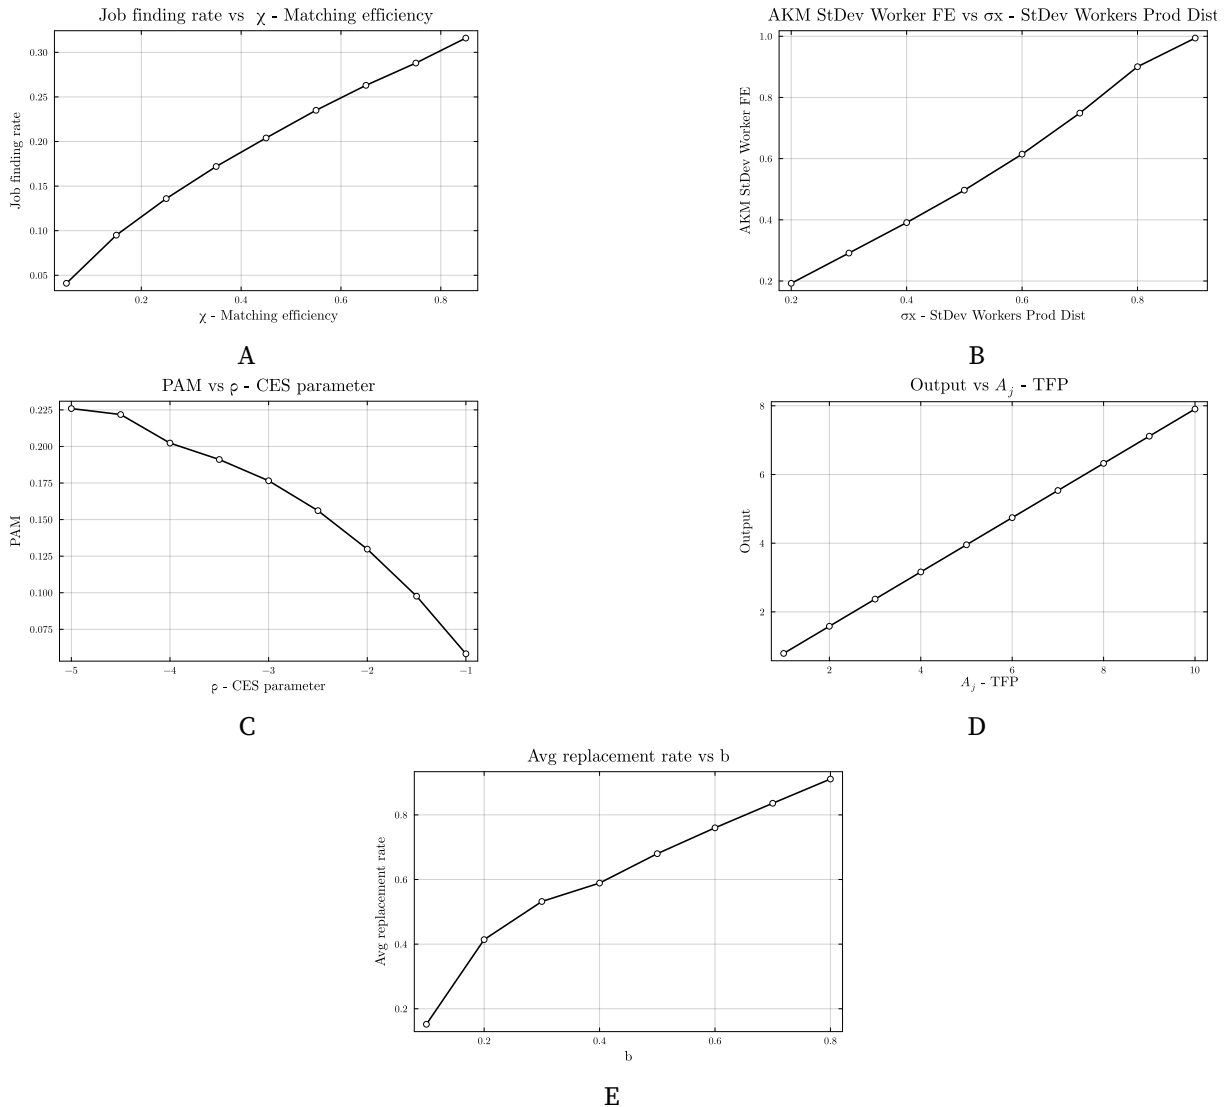 Job finding rate vs χ - Matching efficiency
0.30
0.25
0.20
0.15
0.10
0.05
Job finding rate
0.2 0.4 0.6 0.8
χ - Matching efficiency
A
AKM StDev Worker FE vs σx - StDev Workers Prod Dist
1.0
0.8
0.6
0.4
0.2
AKM StDev Worker FE
0.2 0.4 0.6 0.8
σx - StDev Workers Prod Dist
B
PAM vs ρ - CES parameter
0.225
0.200
0.175
0.150
0.125
0.100
0.075
PAM
−5 −4 −3 −2 −1
ρ - CES parameter
C
Output vs A_j - TFP
8
6
4
2
Output
2 4 6 8 10
A_j - TFP
D
Avg replacement rate vs b
0.8
0.6
0.4
0.2
Avg replacement rate
0.2 0.4 0.6 0.8
b
E